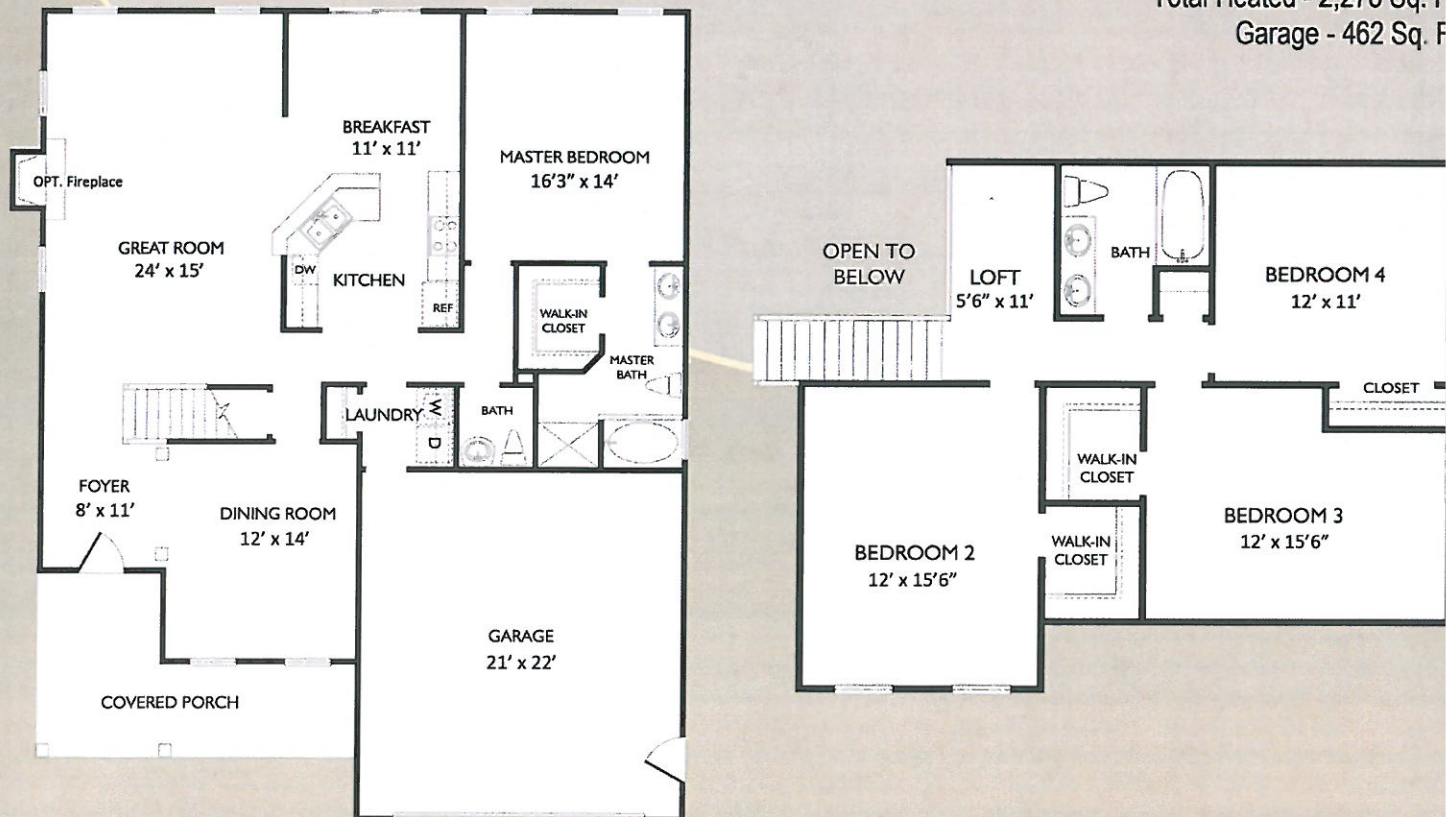 Garage - 462 Sq.
BREAKFAST
11' x 11'
MASTER BEDROOM
16'3" x 14'
OPT. Fireplace
GREAT ROOM
24' x 15'
DW
KITCHEN
REF
WALK-IN
CLOSET
MASTER
BATH
LAUNDRY
W
D
BATH
FOYER
8' x 11'
DINING ROOM
12' x 14'
GARAGE
21' x 22'
COVERED PORCH
OPEN TO
BELOW
LOFT
5'6" x 11'
BATH
BEDROOM 4
12' x 11'
CLOSET
WALK-IN
CLOSET
BEDROOM 3
12' x 15'6"
WALK-IN
CLOSET
BEDROOM 2
12' x 15'6"